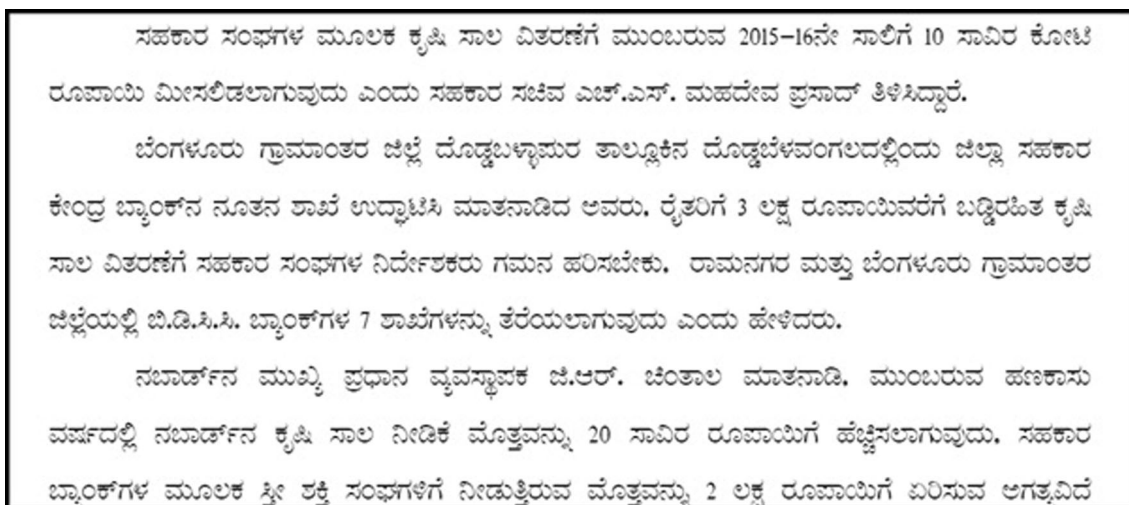 ಸಹಕಾರ ಸಂಘಗಳ ಮೂಲಕ ಕೃಷಿ ಸಾಲ ವಿತರಣೆಗೆ ಮುಂಬರುವ 2015–16ನೇ ಸಾಲಿಗೆ 10 ಸಾವಿರ ಕೋಟಿ
ರೂಪಾಯಿ ಮೀಸಲಿಡಲಾಗುವುದು ಎಂದು ಸಹಕಾರ ಸಚಿವ ಎಚ್.ಎಸ್. ಮಹದೇವ ಪ್ರಸಾದ್ ತಿಳಿಸಿದ್ದಾರೆ.
ಬೆಂಗಳೂರು ಗ್ರಾಮಾಂತರ ಜಿಲ್ಲೆ ದೊಡ್ಡಬಳ್ಳಾಪುರ ತಾಲ್ಲೂಕಿನ ದೊಡ್ಡಬೆಳವಂಗಲದಲ್ಲಿಂದು ಜಿಲ್ಲಾ ಸಹಕಾರ
ಕೇಂದ್ರ ಬ್ಯಾಂಕ್‌ನ ನೂತನ ಶಾಖೆ ಉದ್ಘಾಟಿಸಿ ಮಾತನಾಡಿದ ಅವರು, ರೈತರಿಗೆ 3 ಲಕ್ಷ ರೂಪಾಯಿವರೆಗೆ ಬಡ್ಡಿರಹಿತ ಕೃಷಿ
ಸಾಲ ವಿತರಣೆಗೆ ಸಹಕಾರ ಸಂಘಗಳ ನಿರ್ದೇಶಕರು ಗಮನ ಹರಿಸಬೇಕು. ರಾಮನಗರ ಮತ್ತು ಬೆಂಗಳೂರು ಗ್ರಾಮಾಂತರ
ಜಿಲ್ಲೆಯಲ್ಲಿ ಬಿ.ಡಿ.ಸಿ.ಸಿ. ಬ್ಯಾಂಕ್‌ಗಳ 7 ಶಾಖೆಗಳನ್ನು ತೆರೆಯಲಾಗುವುದು ಎಂದು ಹೇಳಿದರು.
ನಬಾರ್ಡ್‌ನ ಮುಖ್ಯ ಪ್ರಧಾನ ವ್ಯವಸ್ಥಾಪಕ ಜಿ.ಆರ್. ಚಿಂತಾಲ ಮಾತನಾಡಿ, ಮುಂಬರುವ ಹಣಕಾಸು
ವರ್ಷದಲ್ಲಿ ನಬಾರ್ಡ್‌ನ ಕೃಷಿ ಸಾಲ ನೀಡಿಕೆ ಮೊತ್ತವನ್ನು 20 ಸಾವಿರ ರೂಪಾಯಿಗೆ ಹೆಚ್ಚಿಸಲಾಗುವುದು. ಸಹಕಾರ
ಬ್ಯಾಂಕ್‌ಗಳ ಮೂಲಕ ಸ್ತ್ರೀ ಶಕ್ತಿ ಸಂಘಗಳಿಗೆ ನೀಡುತ್ತಿರುವ ಮೊತ್ತವನ್ನು 2 ಲಕ್ಷ ರೂಪಾಯಿಗೆ ಏರಿಸುವ ಅಗತ್ಯವಿದೆ